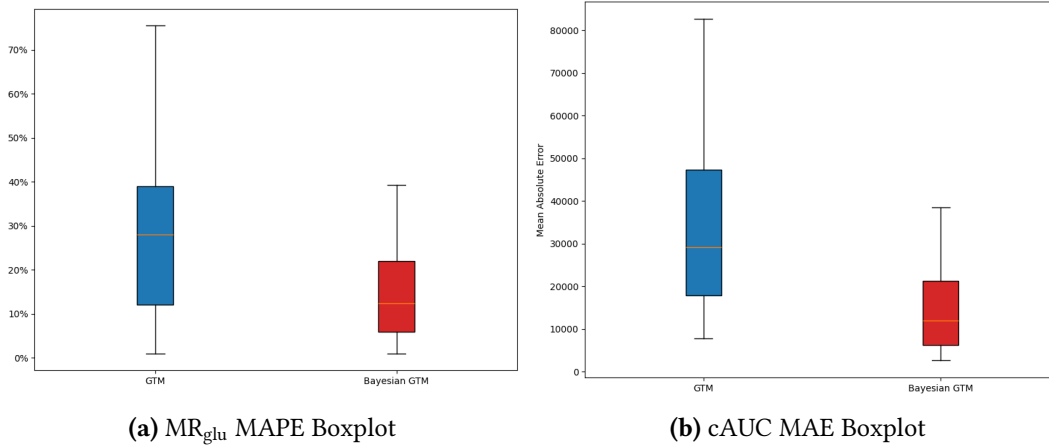 70%
60%
50%
40%
30%
20%
10%
0%
GTM
Bayesian GTM
(a) MRglu MAPE Boxplot
Mean Absolute Error
80000
70000
60000
50000
40000
30000
20000
10000
0
GTM
Bayesian GTM
(b) cAUC MAE Boxplot